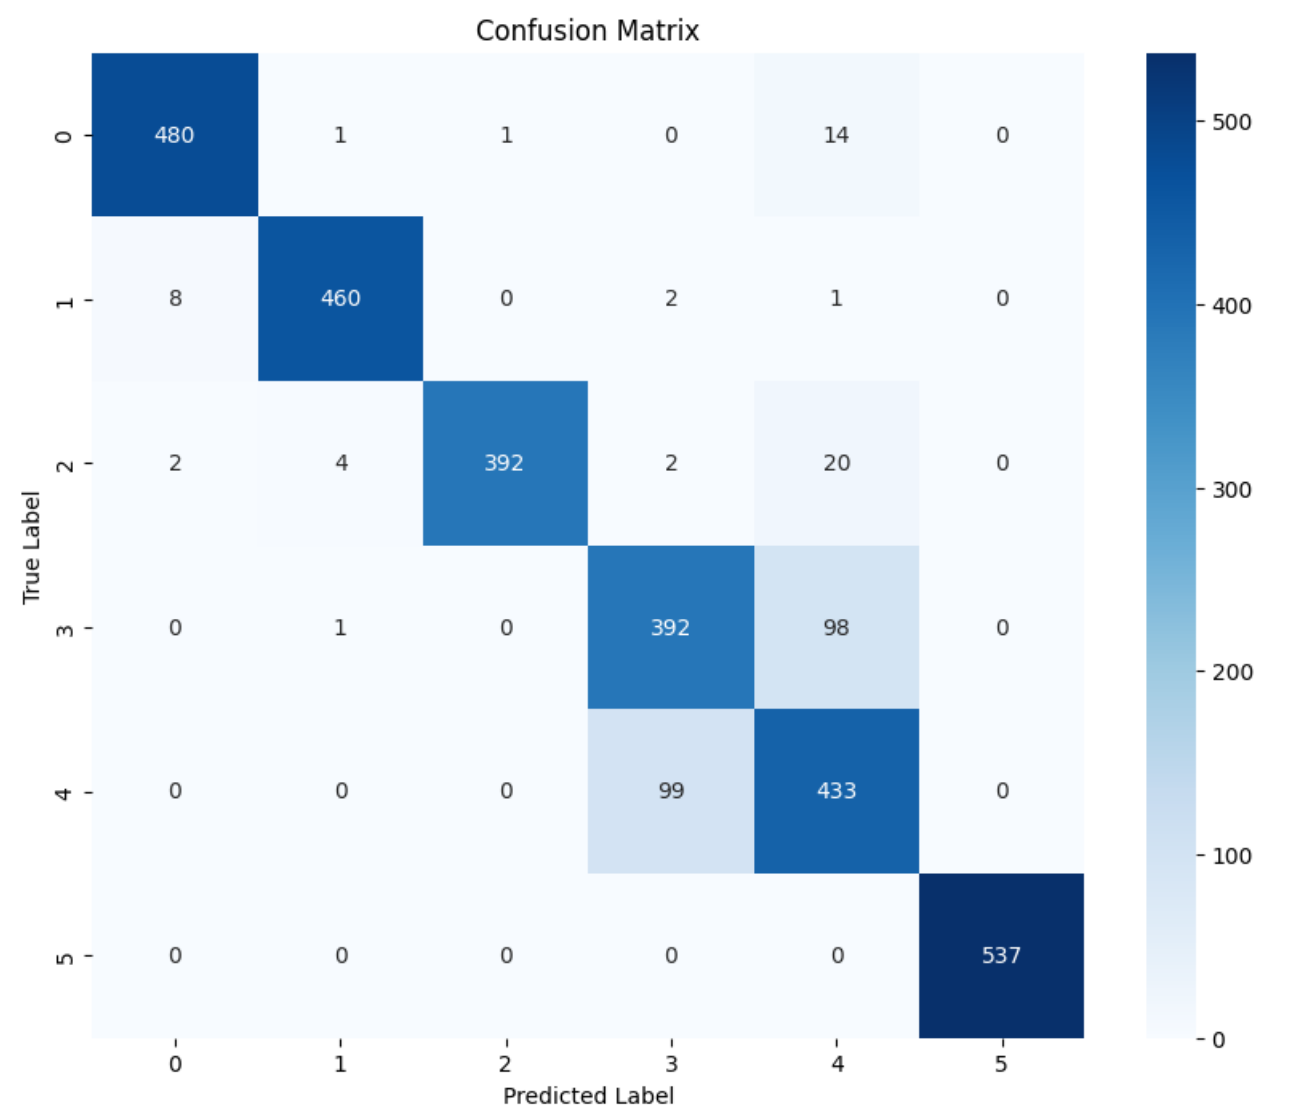 Confusion Matrix
0 480 1 1 0 14 0
1 8 460 0 2 1 0
2 2 4 392 2 20 0
3 0 1 0 392 98 0
4 0 0 0 99 433 0
5 0 0 0 0 0 537
0 1 2 3 4 5
Predicted Label
True Label
500
400
300
200
100
0